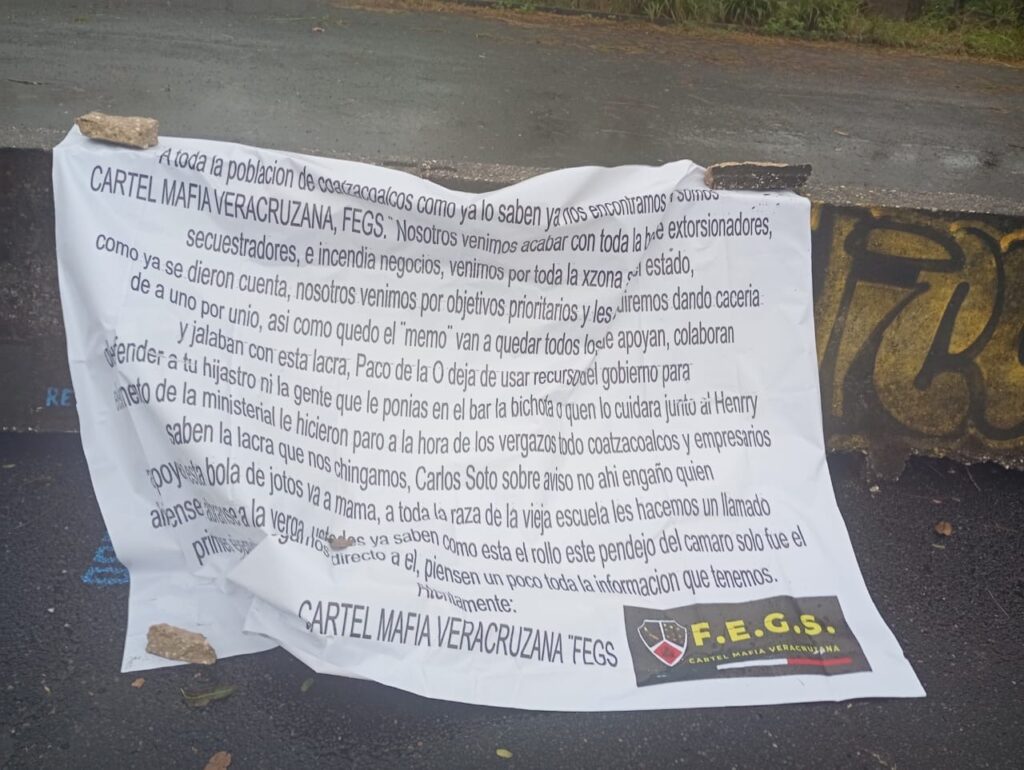 A toda la poblacion de coatzacoalcos como ya lo saben ya nos encontramos somos
CARTEL MAFIA VERACRUZANA, FEGS." Nosotros venimos acabar con toda la extorsionadores,
secuestradores, e incendia negocios, venimos por toda la xzona estado,
como ya se dieron cuenta, nosotros venimos por objetivos prioritarios y les dando caceria
de a uno por unio, asi como quedo el "memo" van a quedar todos apoyan, colaboran
y jalaban con esta lacra, Paco de la O deja de usar gobierno para
a tu hijastro ni la gente que le ponias en el bar la bichota quen lo cuidara junto al Henrry
de la ministerial le hicieron paro a la hora de los vergazos coatzacoalcos y empresarios
saben la lacra que nos chingamos, Carlos Soto sobre aviso no ahi engaño quien
bola de jotos va a mama, a toda la raza de la vieja escuela les hacemos un llamado
a la verga ya saben como esta el rollo este pendejo del camaro solo fue el
directo a el, piensen un poco toda la informacion que tenemos.
CARTEL MAFIA VERACRUZANA "FEGS
F.E.G.S.
CARTEL MAFIA VERACRUZANA
RE